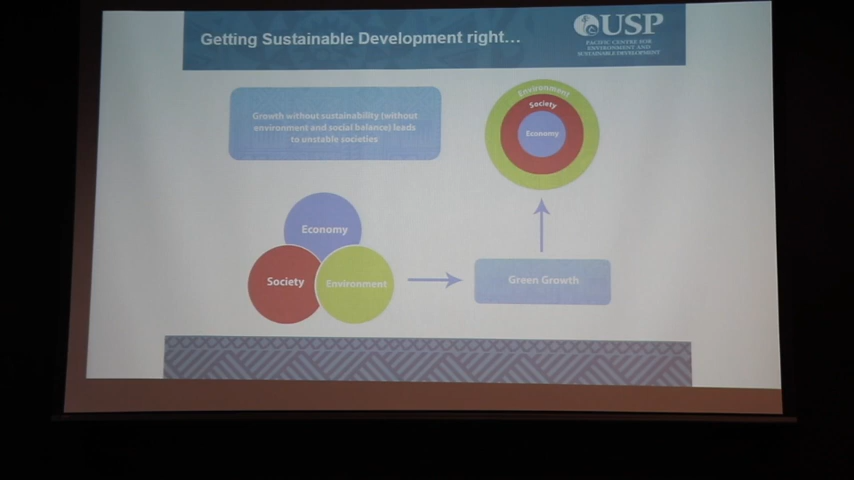 Getting Sustainable Development right...
USP
PACIFIC CENTRE FOR
ENVIRONMENT AND
SUSTAINABLE DEVELOPMENT
Growth without sustainability (without
environment and social balance) leads
to unstable societies
Environment
Society
Economy
Economy
Society
Environment
Green Growth